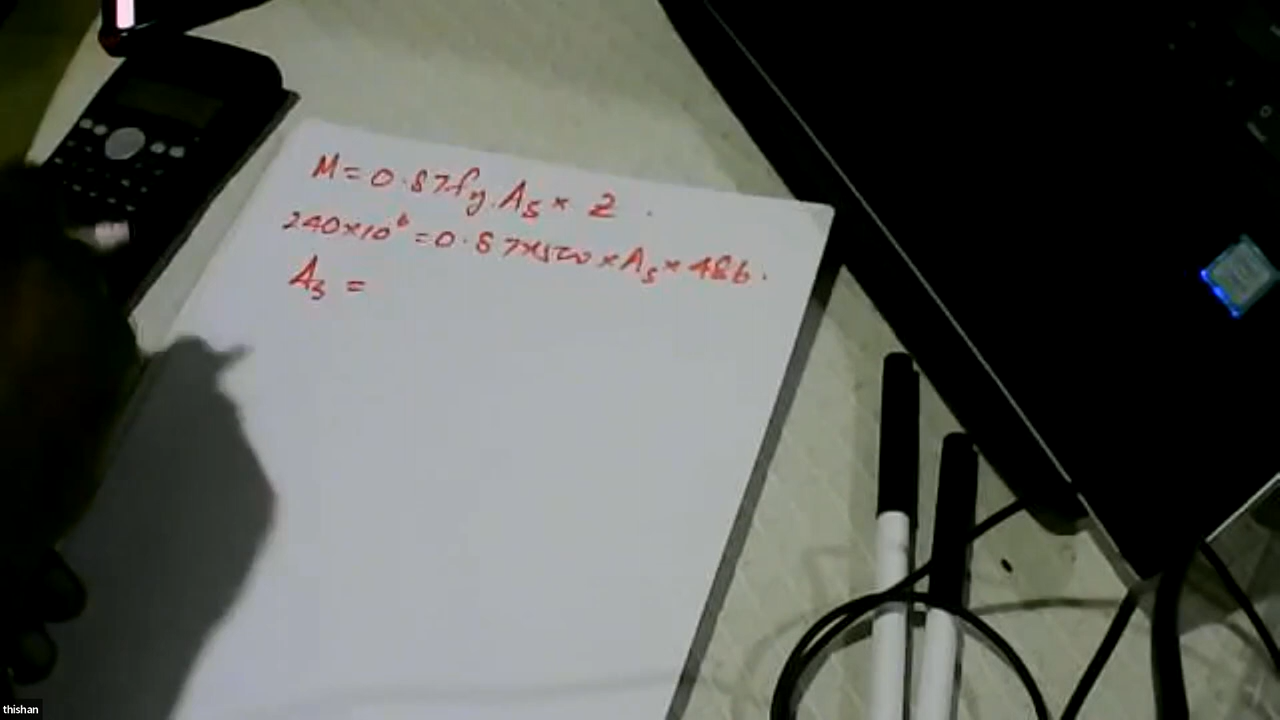 M = 0.87fy.As × Z .
240×10⁶ = 0.87×500×As×486.
As =
thishan